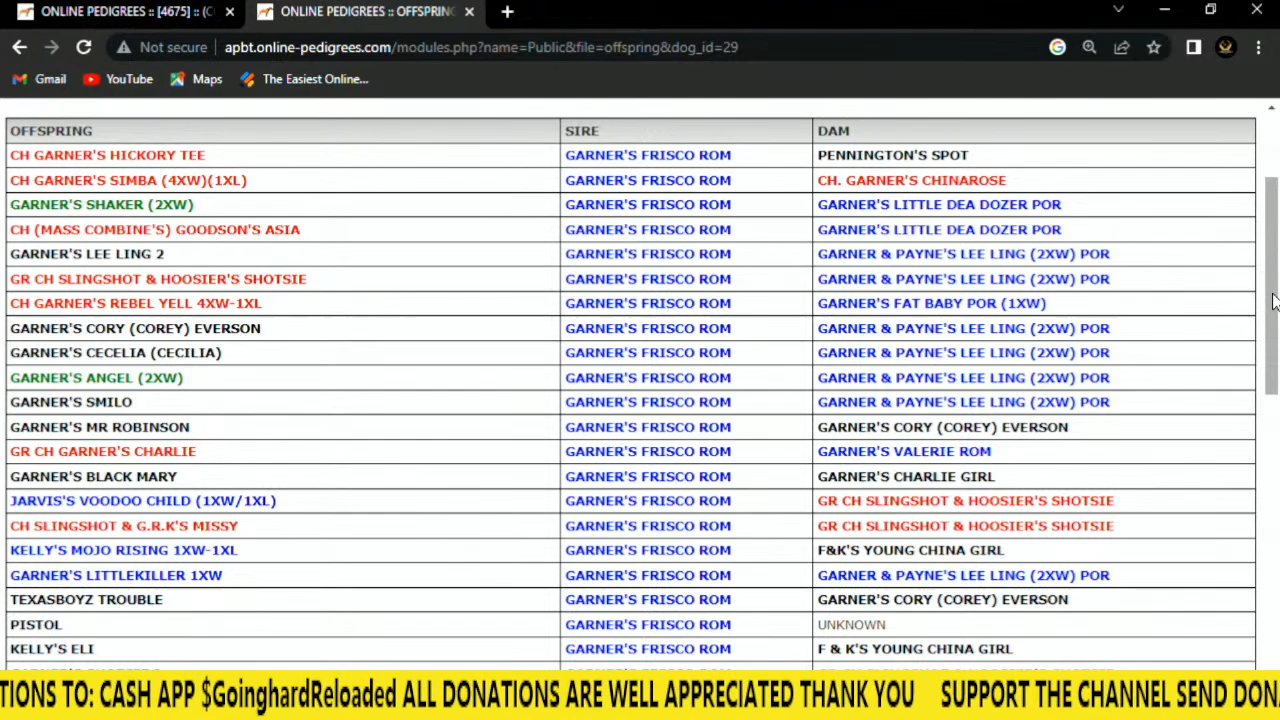 ONLINE PEDIGREES :: [4675] :: (C
ONLINE PEDIGREES :: OFFSPRING
Not secure apbt.online-pedigrees.com/modules.php?name=Public&file=offspring&dog_id=29
Gmail YouTube Maps The Easiest Online...
OFFSPRING SIRE DAM
CH GARNER'S HICKORY TEE GARNER'S FRISCO ROM PENNINGTON'S SPOT
CH GARNER'S SIMBA (4XW)(1XL) GARNER'S FRISCO ROM CH. GARNER'S CHINAROSE
GARNER'S SHAKER (2XW) GARNER'S FRISCO ROM GARNER'S LITTLE DEA DOZER POR
CH (MASS COMBINE'S) GOODSON'S ASIA GARNER'S FRISCO ROM GARNER'S LITTLE DEA DOZER POR
GARNER'S LEE LING 2 GARNER'S FRISCO ROM GARNER & PAYNE'S LEE LING (2XW) POR
GR CH SLINGSHOT & HOOSIER'S SHOTSIE GARNER'S FRISCO ROM GARNER & PAYNE'S LEE LING (2XW) POR
CH GARNER'S REBEL YELL 4XW-1XL GARNER'S FRISCO ROM GARNER'S FAT BABY POR (1XW)
GARNER'S CORY (COREY) EVERSON GARNER'S FRISCO ROM GARNER & PAYNE'S LEE LING (2XW) POR
GARNER'S CECELIA (CECILIA) GARNER'S FRISCO ROM GARNER & PAYNE'S LEE LING (2XW) POR
GARNER'S ANGEL (2XW) GARNER'S FRISCO ROM GARNER & PAYNE'S LEE LING (2XW) POR
GARNER'S SMILO GARNER'S FRISCO ROM GARNER & PAYNE'S LEE LING (2XW) POR
GARNER'S MR ROBINSON GARNER'S FRISCO ROM GARNER'S CORY (COREY) EVERSON
GR CH GARNER'S CHARLIE GARNER'S FRISCO ROM GARNER'S VALERIE ROM
GARNER'S BLACK MARY GARNER'S FRISCO ROM GARNER'S CHARLIE GIRL
JARVIS'S VOODOO CHILD (1XW/1XL) GARNER'S FRISCO ROM GR CH SLINGSHOT & HOOSIER'S SHOTSIE
CH SLINGSHOT & G.R.K'S MISSY GARNER'S FRISCO ROM GR CH SLINGSHOT & HOOSIER'S SHOTSIE
KELLY'S MOJO RISING 1XW-1XL GARNER'S FRISCO ROM F&K'S YOUNG CHINA GIRL
GARNER'S LITTLEKILLER 1XW GARNER'S FRISCO ROM GARNER & PAYNE'S LEE LING (2XW) POR
TEXASBOYZ TROUBLE GARNER'S FRISCO ROM GARNER'S CORY (COREY) EVERSON
PISTOL GARNER'S FRISCO ROM UNKNOWN
KELLY'S ELI GARNER'S FRISCO ROM F & K'S YOUNG CHINA GIRL
TIONS TO: CASH APP $GoinghardReloaded ALL DONATIONS ARE WELL APPRECIATED THANK YOU SUPPORT THE CHANNEL SEND DONA